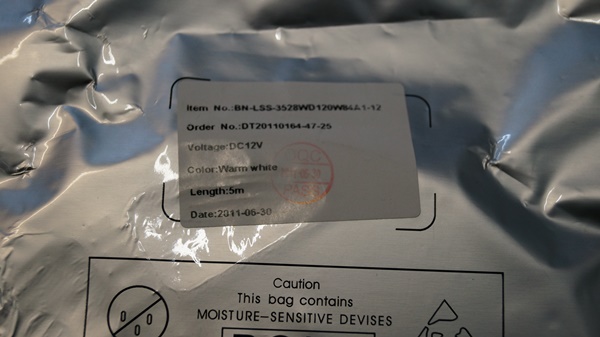 Item No.:BN-LSS-3528WD120W84A1-12
Order No.:DT20110164-47-25
Voltage:DC12V
Color:Warm white
Length:5m
Date:2011-06-30
Caution
This bag contains
MOISTURE-SENSITIVE DEVISES